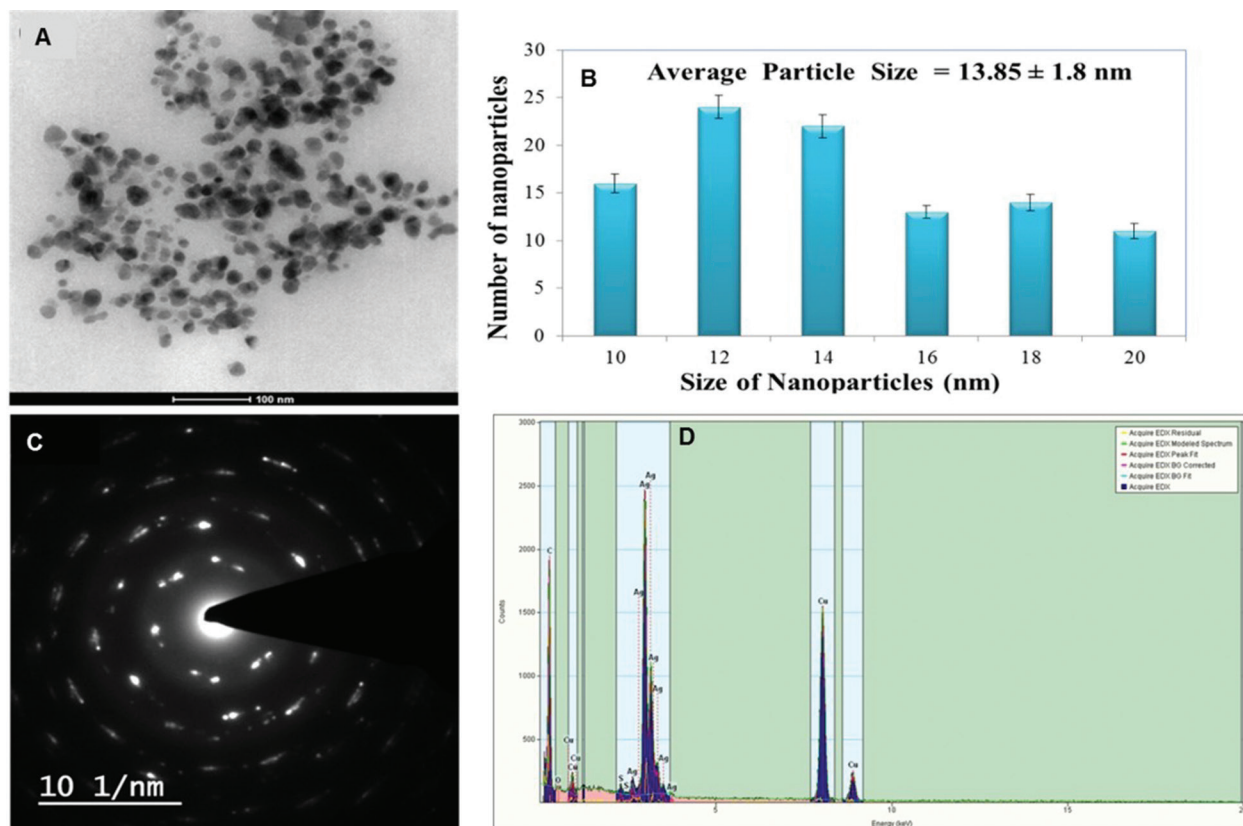 A
100 nm
B
Average Particle Size = 13.85 ± 1.8 nm
Number of nanoparticles
30
25
20
15
10
5
0
10 12 14 16 18 20
Size of Nanoparticles (nm)
C
10 1/nm
D
Acquire EDX Residual
Acquire EDX Modeled Spectrum
Acquire EDX Peak Fit
Acquire EDX BG Corrected
Acquire EDX BG Fit
Acquire EDX
Counts
3000
2500
2000
1500
1000
500
C
O
Cu
Cu
Cu
S
S
Ag
Ag
Ag
Ag
Ag
Ag
Ag
Ag
Cu
Cu
5 10 15
Energy (keV)